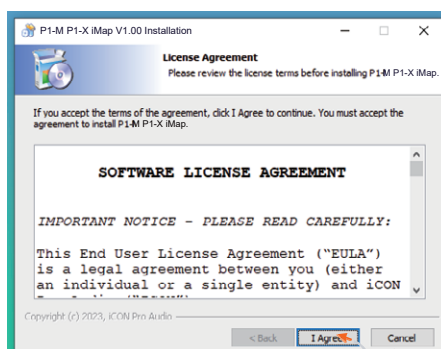 P1-M P1-X iMap V1.00 Installation
License Agreement
Please review the license terms before installing P1-M P1-X iMap.
If you accept the terms of the agreement, click I Agree to continue. You must accept the
agreement to install P1-M P1-X iMap.
SOFTWARE LICENSE AGREEMENT
IMPORTANT NOTICE – PLEASE READ CAREFULLY:
This End User License Agreement (“EULA”)
is a legal agreement between you (either
an individual or a single entity) and iCON
Copyright (c) 2023, iCON Pro Audio
< Back
I Agree
Cancel